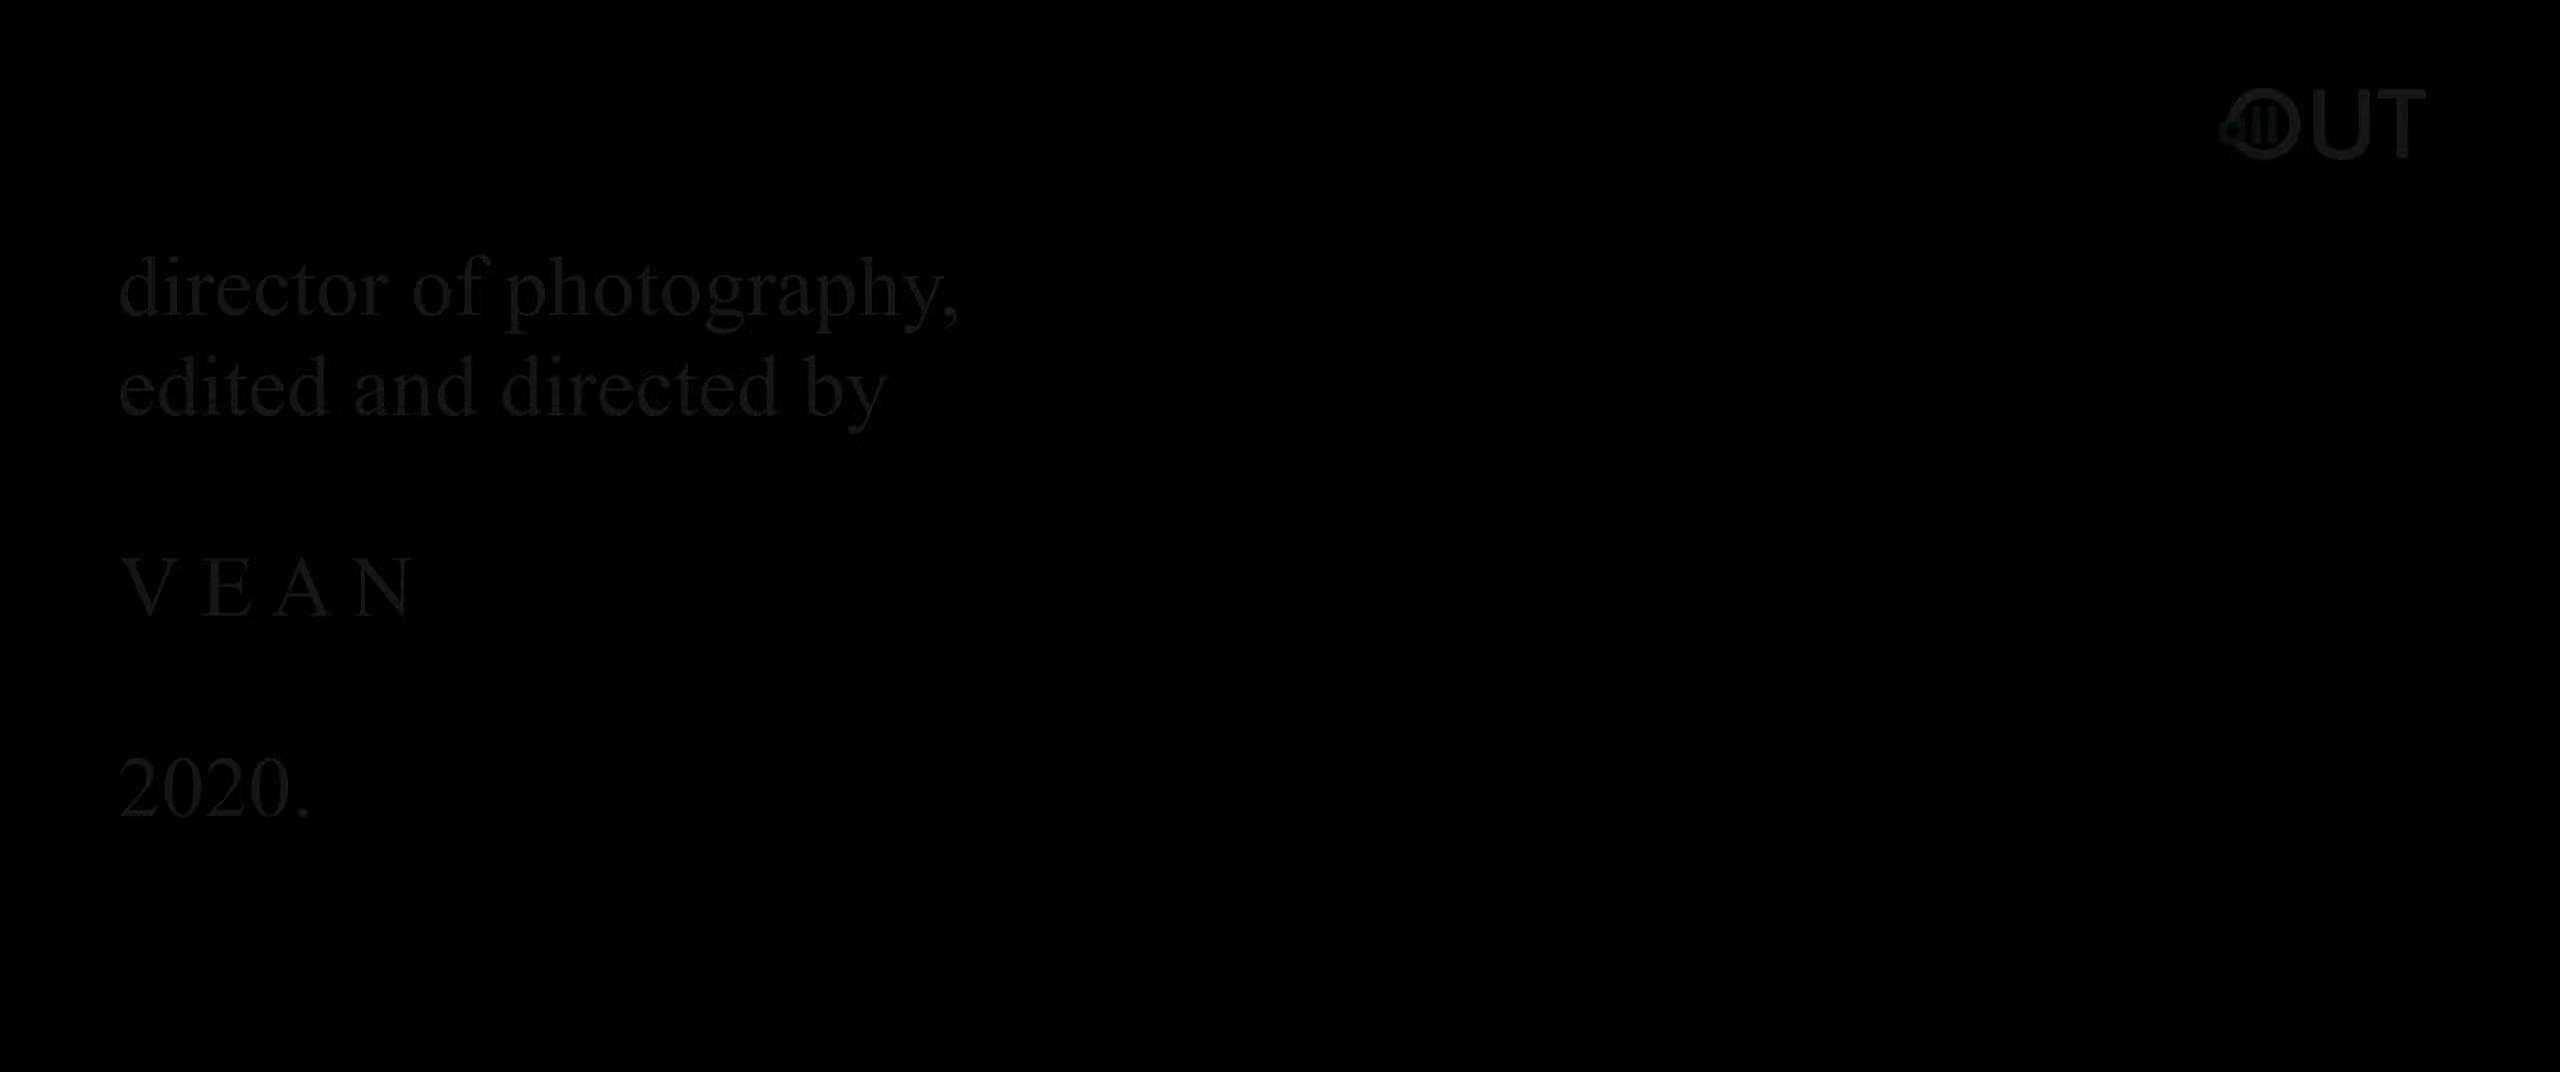 OUT
director of photography,
edited and directed by
V E A N
2020.